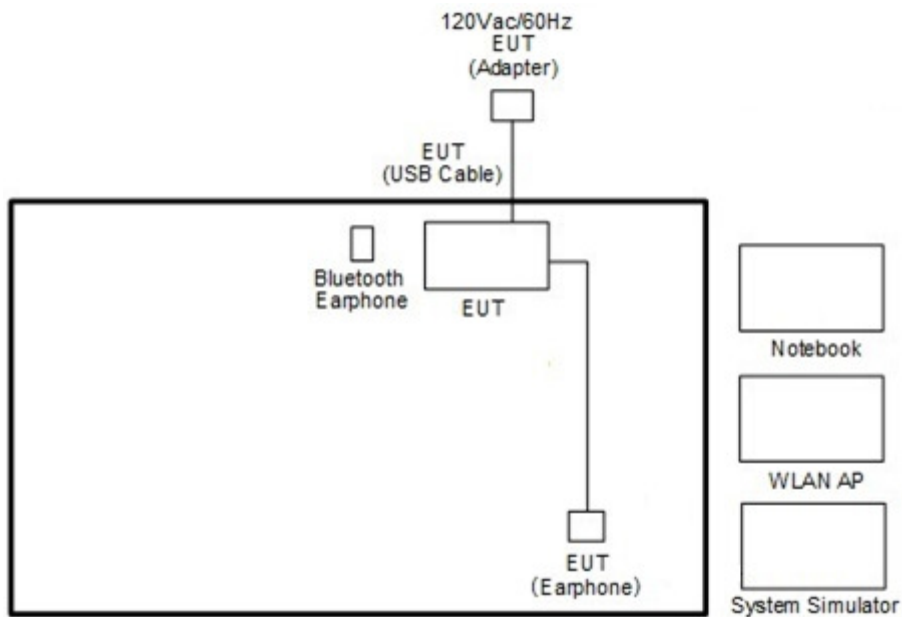 120Vac/60Hz
EUT
(Adapter)
EUT
(USB Cable)
Bluetooth
Earphone
EUT
Notebook
WLAN AP
EUT
(Earphone)
System Simulator